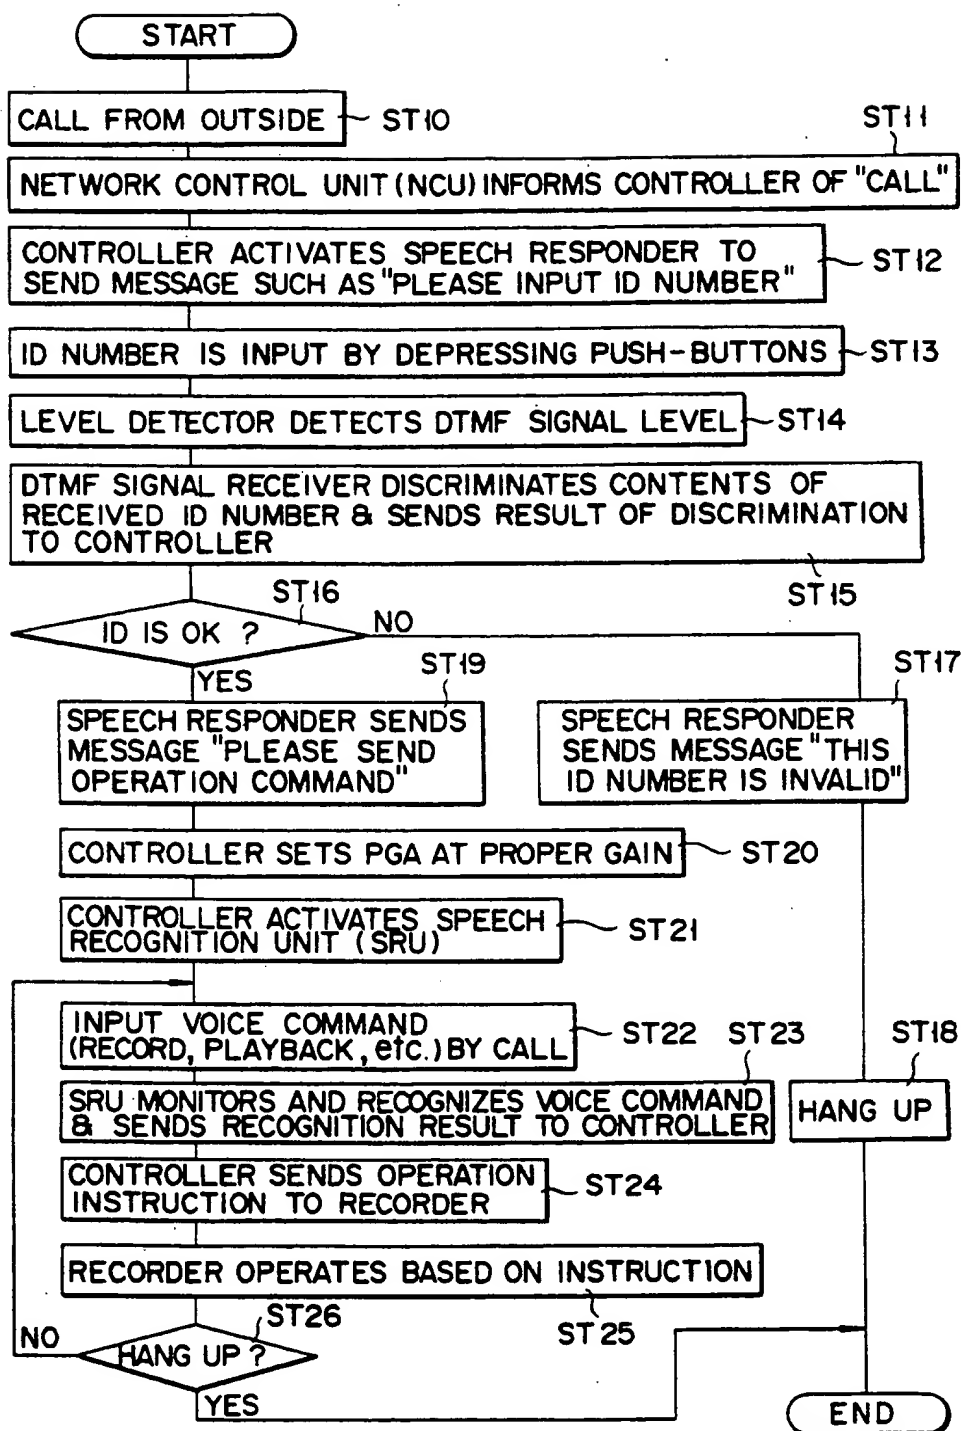 START
CALL FROM OUTSIDE
ST10
ST11
NETWORK CONTROL UNIT (NCU) INFORMS CONTROLLER OF "CALL"
CONTROLLER ACTIVATES SPEECH RESPONDER TO
SEND MESSAGE SUCH AS "PLEASE INPUT ID NUMBER"
ST12
ID NUMBER IS INPUT BY DEPRESSING PUSH-BUTTONS
ST13
LEVEL DETECTOR DETECTS DTMF SIGNAL LEVEL
ST14
DTMF SIGNAL RECEIVER DISCRIMINATES CONTENTS OF
RECEIVED ID NUMBER & SENDS RESULT OF DISCRIMINATION
TO CONTROLLER
ST15
ST16
ID IS OK ?
NO
YES
ST19
SPEECH RESPONDER SENDS
MESSAGE "PLEASE SEND
OPERATION COMMAND"
ST17
SPEECH RESPONDER
SENDS MESSAGE "THIS
ID NUMBER IS INVALID"
CONTROLLER SETS PGA AT PROPER GAIN
ST20
CONTROLLER ACTIVATES SPEECH
RECOGNITION UNIT (SRU)
ST21
INPUT VOICE COMMAND
(RECORD, PLAYBACK, etc.) BY CALL
ST22
ST23
SRU MONITORS AND RECOGNIZES VOICE COMMAND
& SENDS RECOGNITION RESULT TO CONTROLLER
ST18
HANG UP
CONTROLLER SENDS OPERATION
INSTRUCTION TO RECORDER
ST24
RECORDER OPERATES BASED ON INSTRUCTION
ST25
ST26
HANG UP ?
NO
YES
END